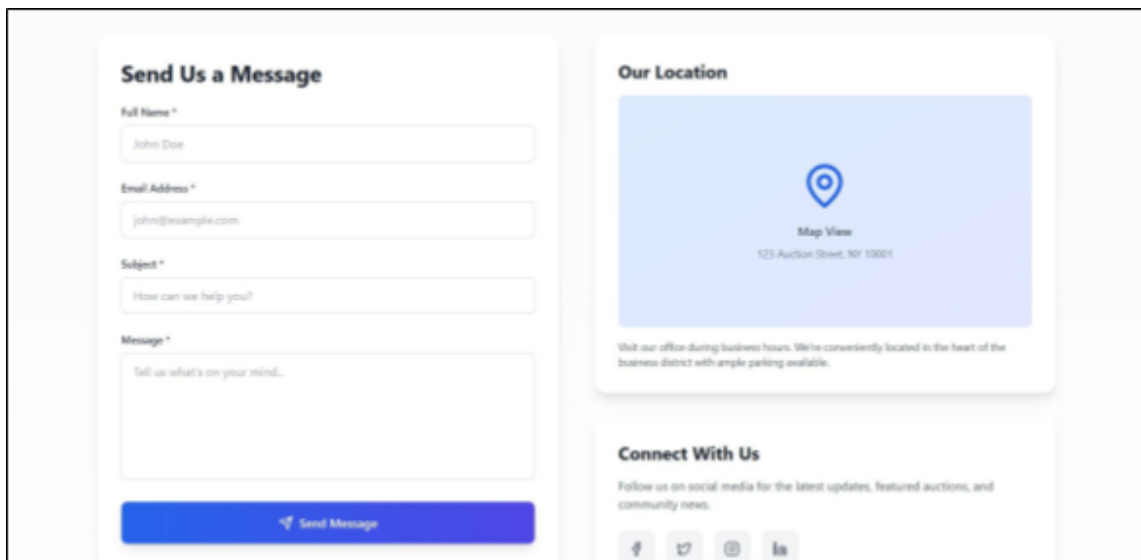 Send Us a Message
Full Name *
John Doe
Email Address *
john@example.com
Subject *
How can we help you?
Message *
Tell us what's on your mind...
Send Message
Our Location
Map View
123 Auction Street, NY 10001
Visit our office during business hours. We're conveniently located in the heart of the
business district with ample parking available.
Connect With Us
Follow us on social media for the latest updates, featured auctions, and
community news.